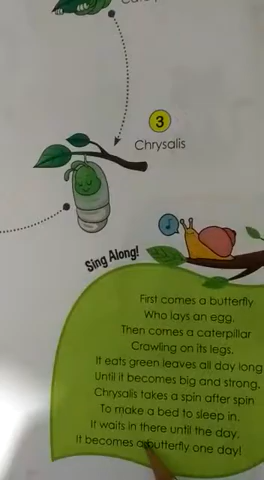 3
Chrysalis
Sing Along!
First comes a butterfly
Who lays an egg.
Then comes a caterpillar
Crawling on its legs.
It eats green leaves all day long
Until it becomes big and strong.
Chrysalis takes a spin after spin
To make a bed to sleep in.
It waits in there until the day,
It becomes a butterfly one day!